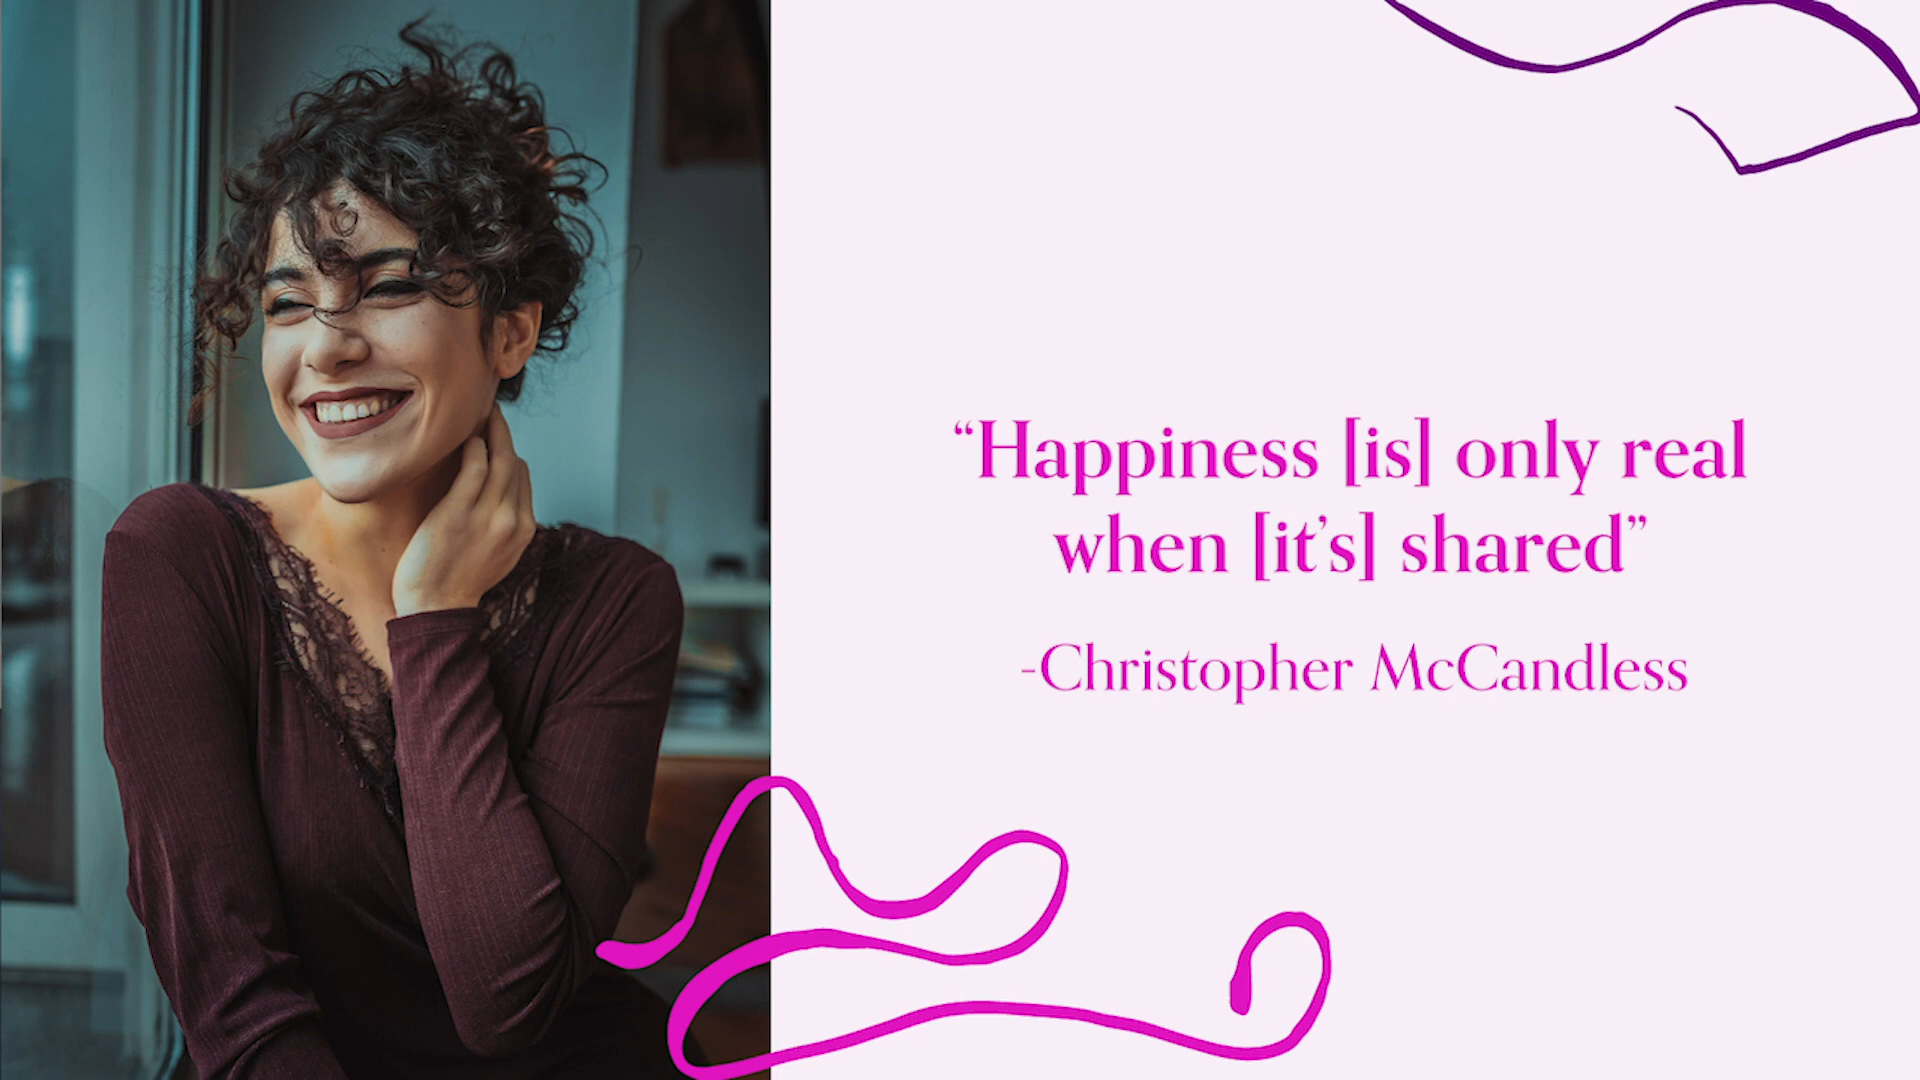 “Happiness [is] only real
when [it’s] shared”
-Christopher McCandless